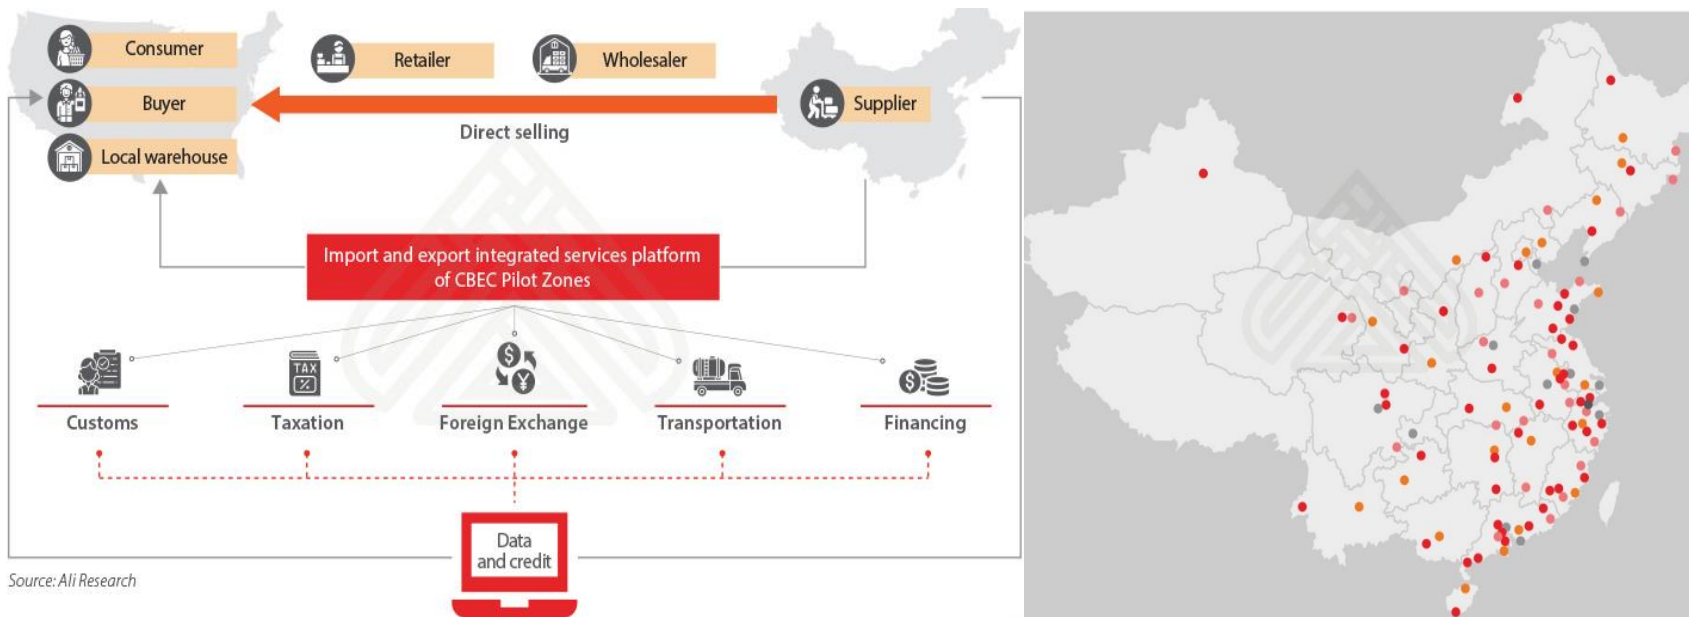 Consumer
Retailer
Wholesaler
Buyer
Supplier
Direct selling
Local warehouse
Import and export integrated services platform
of CBEC Pilot Zones
TAX
%
$
¥
$
Customs
Taxation
Foreign Exchange
Transportation
Financing
Data
and credit
Source: Ali Research